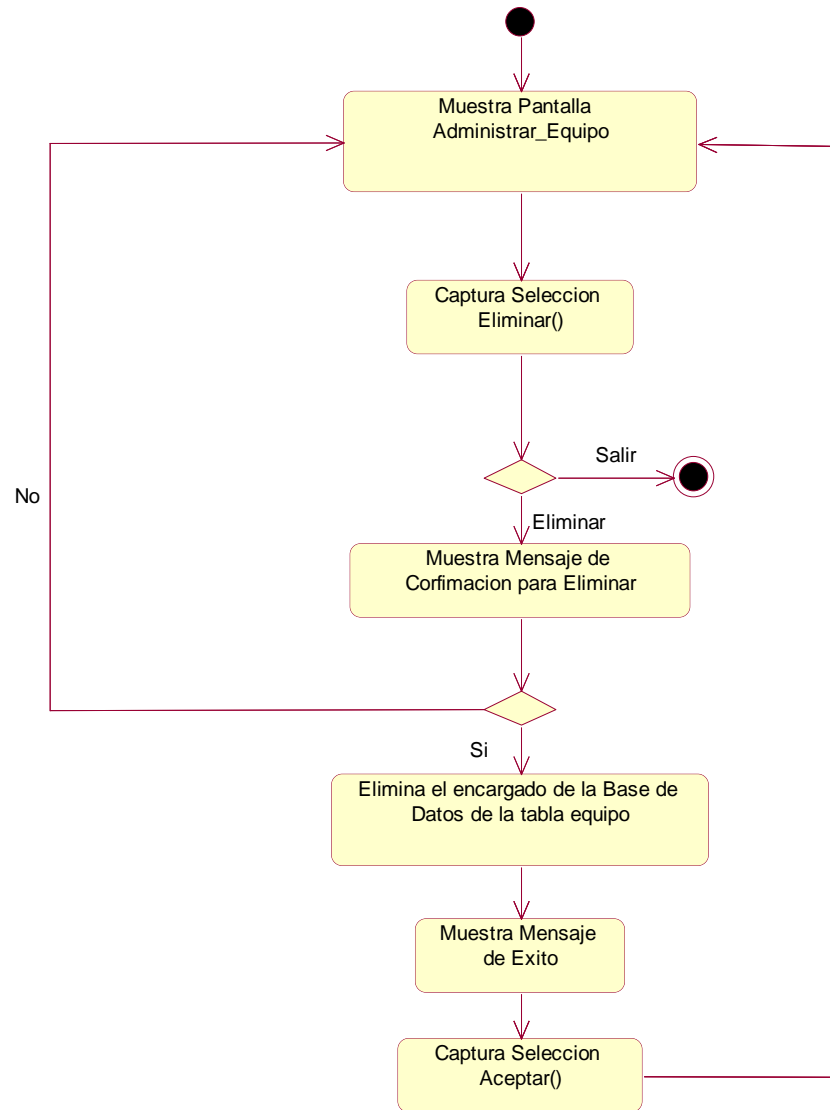 Muestra Pantalla
Administrar_Equipo
Captura Seleccion
Eliminar()
Salir
No
Eliminar
Muestra Mensaje de
Corfimacion para Eliminar
Si
Elimina el encargado de la Base de
Datos de la tabla equipo
Muestra Mensaje
de Exito
Captura Seleccion
Aceptar()